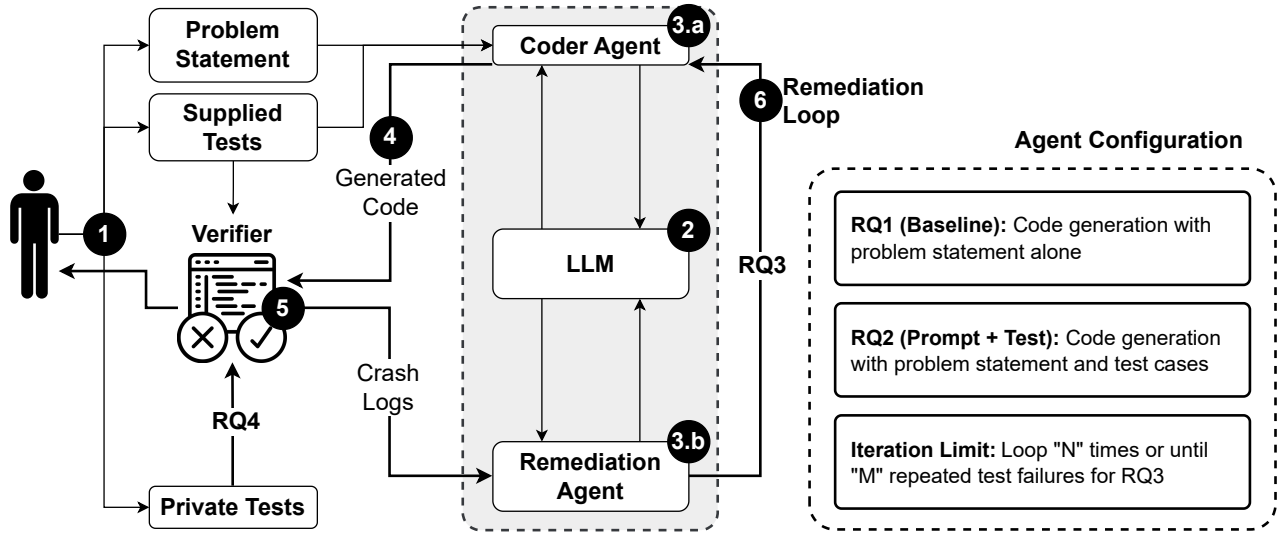 Problem
Statement
Supplied
Tests
1
Verifier
5
RQ4
Private Tests
4
Generated
Code
Crash
Logs
Coder Agent
3.a
LLM
2
Remediation
Agent
3.b
6
Remediation
Loop
RQ3
Agent Configuration
RQ1 (Baseline): Code generation with
problem statement alone
RQ2 (Prompt + Test): Code generation
with problem statement and test cases
Iteration Limit: Loop "N" times or until
"M" repeated test failures for RQ3